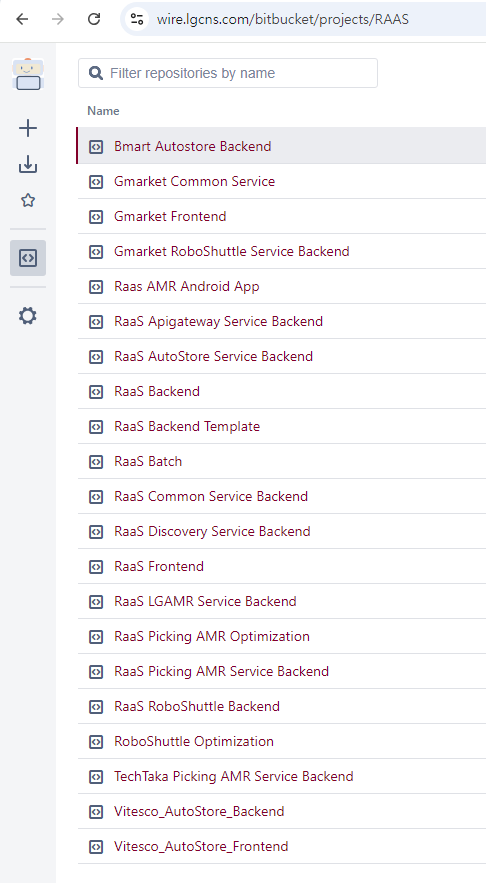 wire.lgcns.com/bitbucket/projects/RAAS
Filter repositories by name
Name
Bmart Autostore Backend
Gmarket Common Service
Gmarket Frontend
Gmarket RoboShuttle Service Backend
Raas AMR Android App
RaaS Apigateway Service Backend
RaaS AutoStore Service Backend
RaaS Backend
RaaS Backend Template
RaaS Batch
RaaS Common Service Backend
RaaS Discovery Service Backend
RaaS Frontend
RaaS LGAMR Service Backend
RaaS Picking AMR Optimization
RaaS Picking AMR Service Backend
RaaS RoboShuttle Backend
RoboShuttle Optimization
TechTaka Picking AMR Service Backend
Vitesco_AutoStore_Backend
Vitesco_AutoStore_Frontend